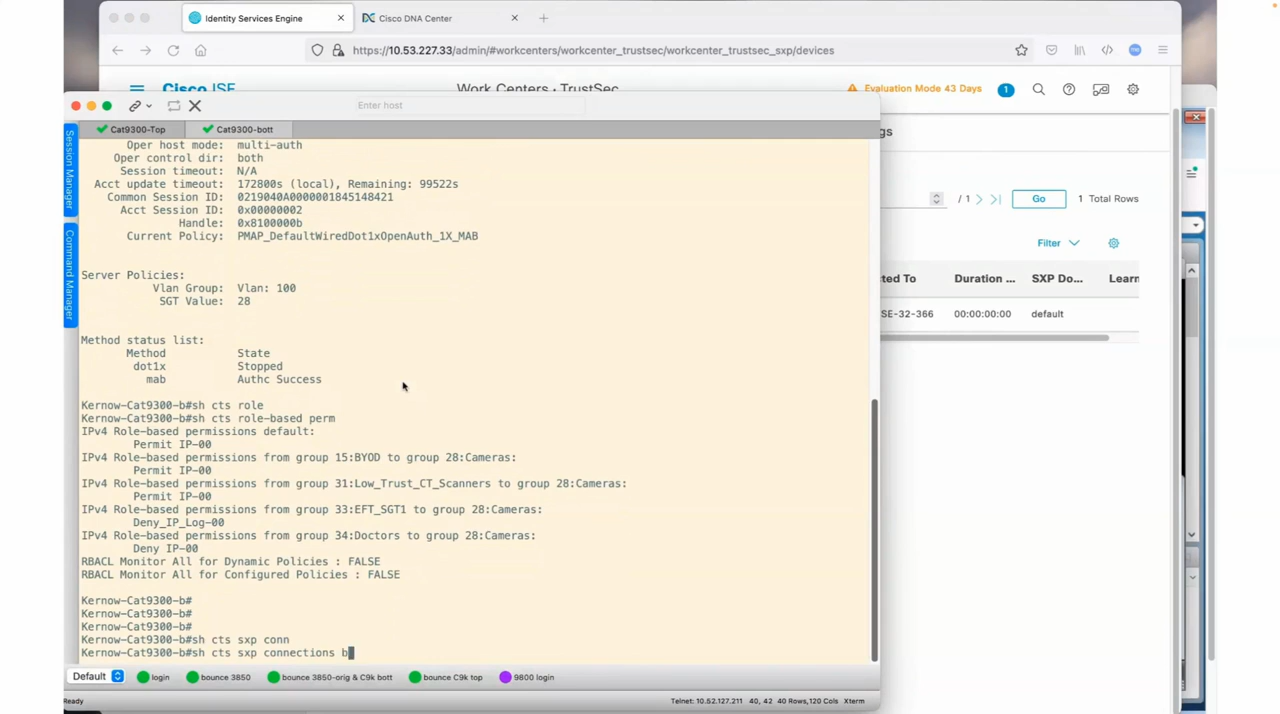 Identity Services Engine
Cisco DNA Center
https://10.53.227.33/admin/#workcenters/workcenter_trustsec/workcenter_trustsec_sxp/devices
Cisco ISE
Work Centers · TrustSec
Evaluation Mode 43 Days
1
Enter host
Cat9300-Top
Cat9300-bott
gs
Session Manager
Command Manager
/ 1
Go
1 Total Rows
Filter
ted To
Duration ...
SXP Do...
Learn
SE-32-366
00:00:00:00
default
Oper host mode: multi-auth
Oper control dir: both
Session timeout: N/A
Acct update timeout: 172800s (local), Remaining: 99522s
Common Session ID: 0219040A0000001845148421
Acct Session ID: 0x00000002
Handle: 0x8100000b
Current Policy: PMAP_DefaultWiredDot1xOpenAuth_1X_MAB
Server Policies:
Vlan Group: Vlan: 100
SGT Value: 28
Method status list:
Method State
dot1x Stopped
mab Authc Success
Kernow-Cat9300-b#sh cts role
Kernow-Cat9300-b#sh cts role-based perm
IPv4 Role-based permissions default:
Permit IP-00
IPv4 Role-based permissions from group 15:BYOD to group 28:Cameras:
Permit IP-00
IPv4 Role-based permissions from group 31:Low_Trust_CT_Scanners to group 28:Cameras:
Permit IP-00
IPv4 Role-based permissions from group 33:EFT_SGT1 to group 28:Cameras:
Deny_IP_Log-00
IPv4 Role-based permissions from group 34:Doctors to group 28:Cameras:
Deny IP-00
RBACL Monitor All for Dynamic Policies : FALSE
RBACL Monitor All for Configured Policies : FALSE
Kernow-Cat9300-b#
Kernow-Cat9300-b#
Kernow-Cat9300-b#
Kernow-Cat9300-b#sh cts sxp conn
Kernow-Cat9300-b#sh cts sxp connections b
Default
login
bounce 3850
bounce 3850-orig & C9k bott
bounce C9k top
9800 login
Ready
Telnet: 10.52.127.211 40, 42 40 Rows,120 Cols Xterm